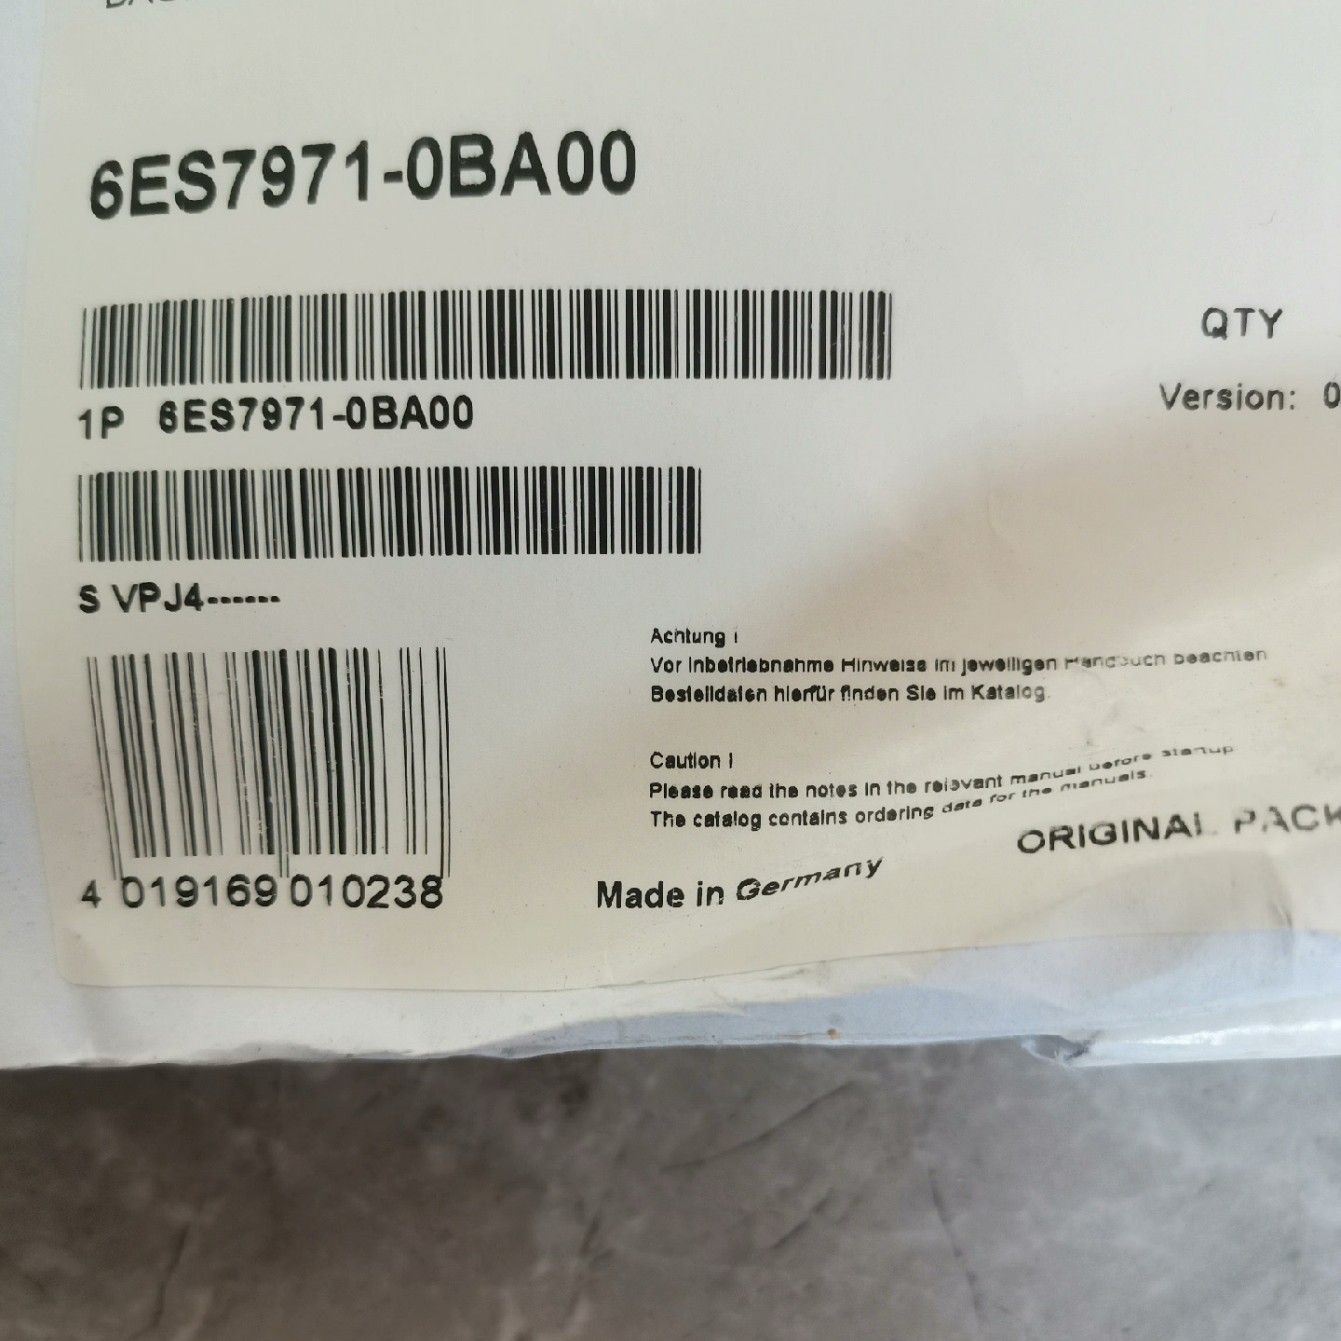 6ES7971-0BA00
QTY
Version: 0
1P 6ES7971-0BA00
S VPJ4------
Achtung !
Vor Inbetriebnahme Hinweise im jeweiligen Handbuch beachten
Bestelldaten hierfür finden Sie im Katalog.
Caution !
Please read the notes in the relevant manual before startup
The catalog contains ordering data for the manuals.
ORIGINAL PACK
Made in Germany
4 019169 010238